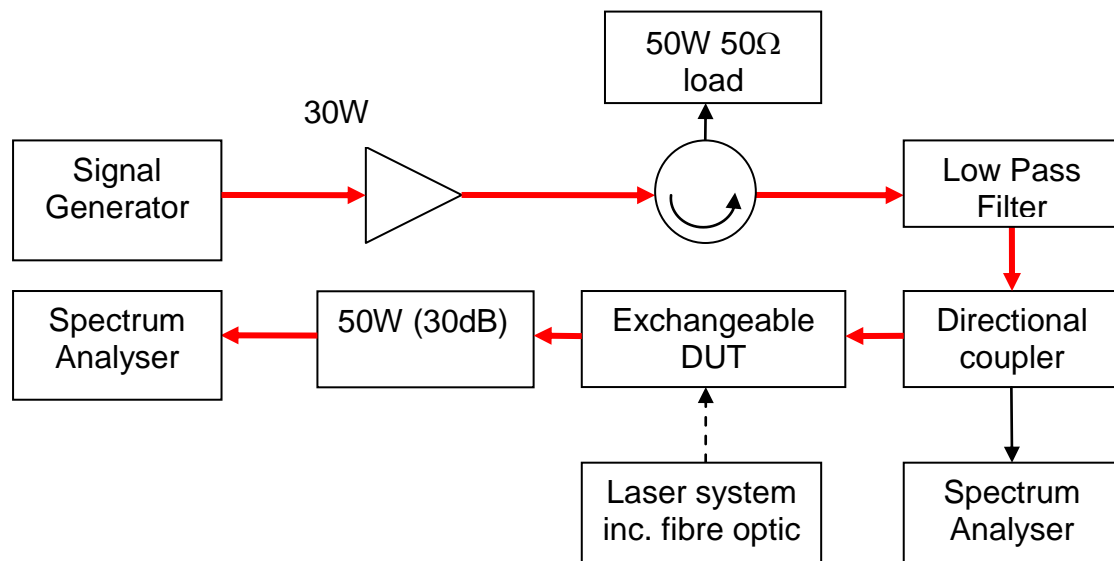 50W 50Ω
load
30W
Signal
Generator
Low Pass
Filter
Spectrum
Analyser
50W (30dB)
Exchangeable
DUT
Directional
coupler
Laser system
inc. fibre optic
Spectrum
Analyser